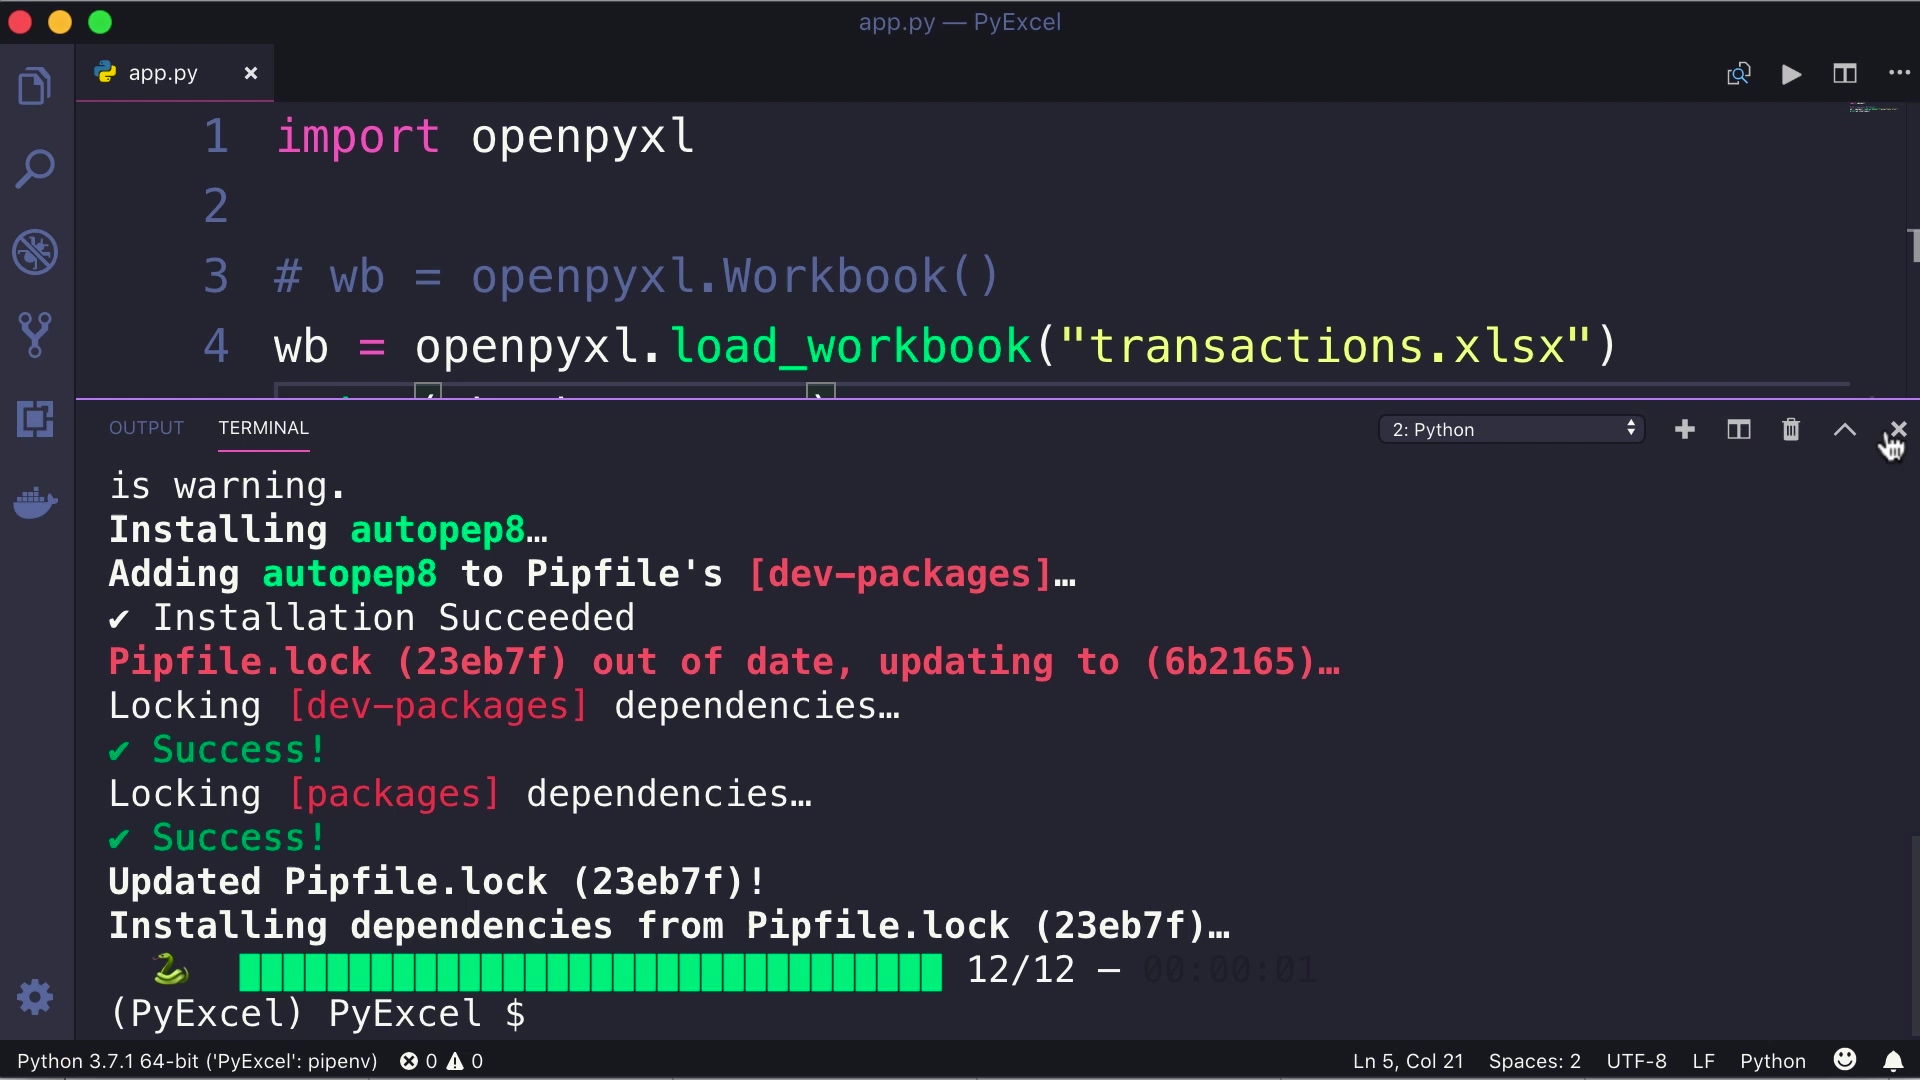 app.py — PyExcel
app.py
1 import openpyxl
2
3 # wb = openpyxl.Workbook()
4 wb = openpyxl.load_workbook("transactions.xlsx")
OUTPUT TERMINAL 2: Python
is warning.
Installing autopep8…
Adding autopep8 to Pipfile's [dev-packages]…
✔ Installation Succeeded
Pipfile.lock (23eb7f) out of date, updating to (6b2165)…
Locking [dev-packages] dependencies…
✔ Success!
Locking [packages] dependencies…
✔ Success!
Updated Pipfile.lock (23eb7f)!
Installing dependencies from Pipfile.lock (23eb7f)…
12/12 — 00:00:01
(PyExcel) PyExcel $
Python 3.7.1 64-bit ('PyExcel': pipenv) 0 0 Ln 5, Col 21 Spaces: 2 UTF-8 LF Python